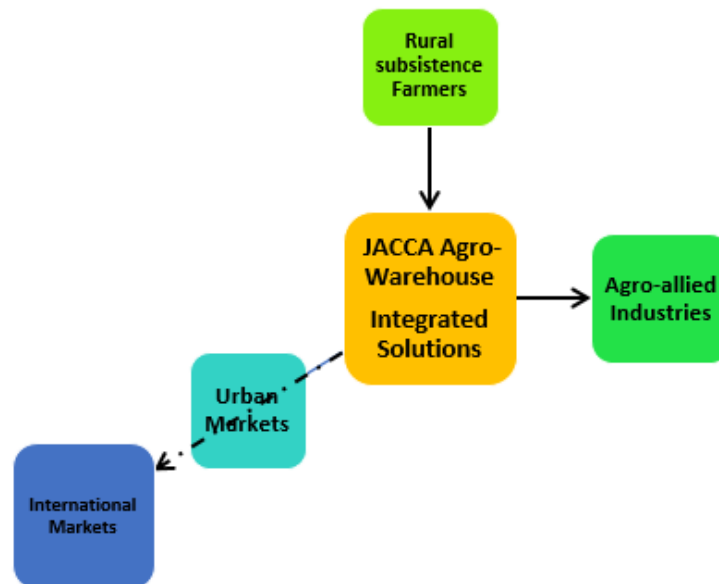 Rural
subsistence
Farmers
JACCA Agro-
Warehouse
Integrated
Solutions
Agro-allied
Industries
Urban
Markets
International
Markets